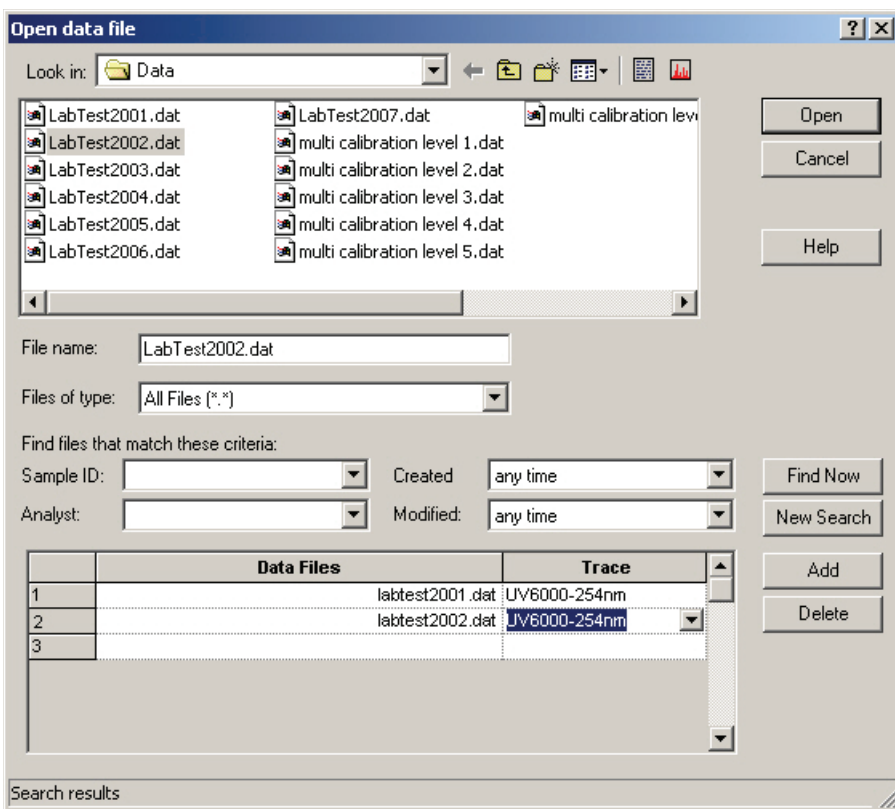 Open data file
Look in: Data
LabTest2001.dat LabTest2007.dat multi calibration
LabTest2002.dat multi calibration level 1.dat
LabTest2003.dat multi calibration level 2.dat
LabTest2004.dat multi calibration level 3.dat
LabTest2005.dat multi calibration level 4.dat
LabTest2006.dat multi calibration level 5.dat
Open
Cancel
Help
File name: LabTest2002.dat
Files of type: All Files (*.*)
Find files that match these criteria:
Sample ID: Created any time Find Now
Analyst: Modified: any time New Search
Data Files Trace Add
1 labtest2001.dat UV6000-254nm
2 labtest2002.dat UV6000-254nm Delete
3
Search results